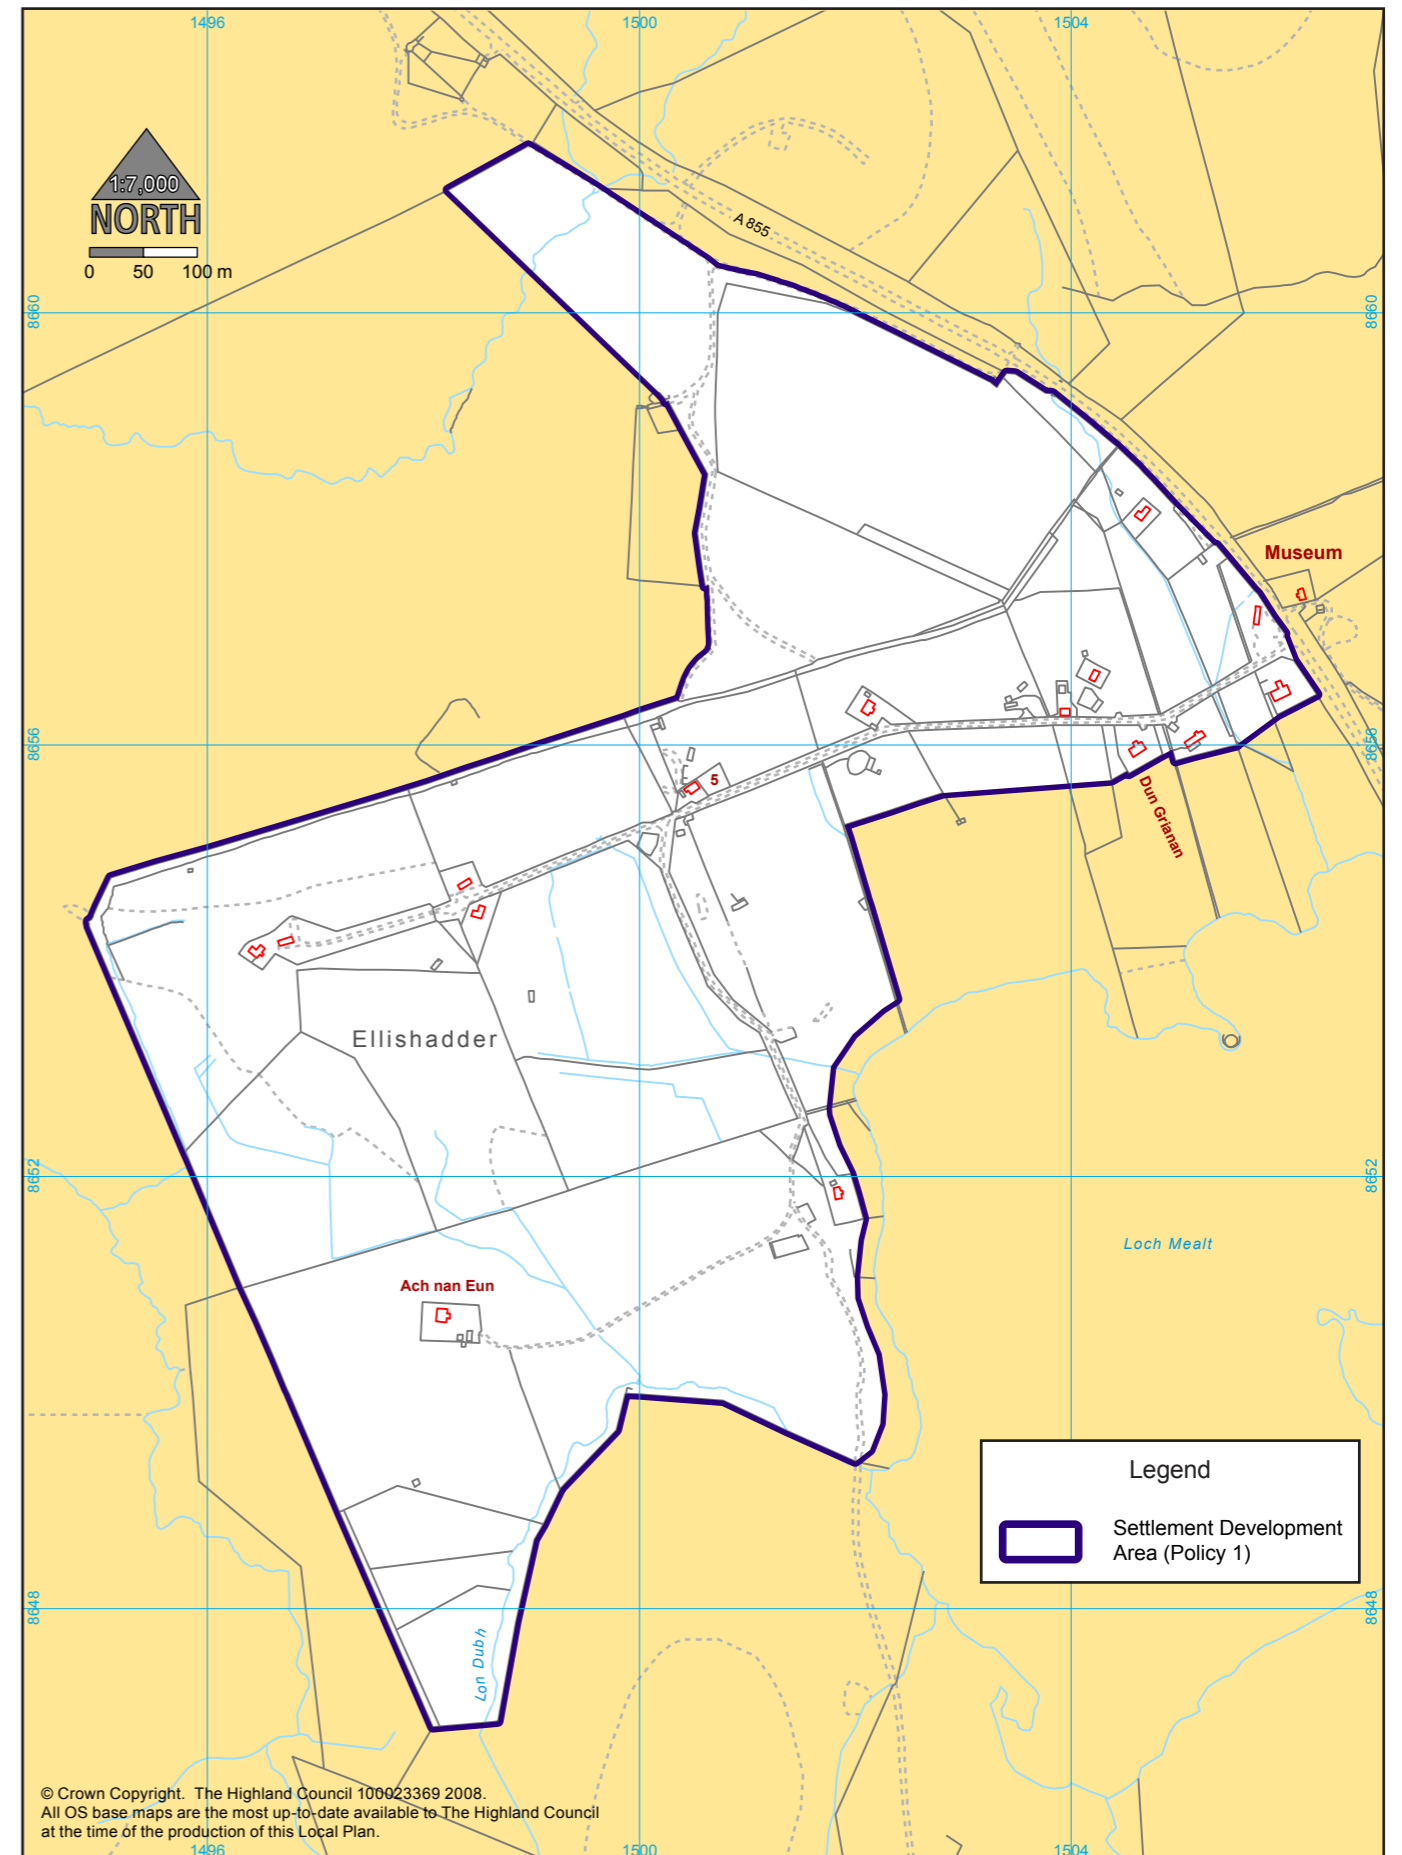 1496
1500
1504
1:7,000
NORTH
0 50 100 m
A 855
8660
8660
Museum
8656
8656
5
Dun Grianan
Ellishadder
8652
8652
Loch Mealt
Ach nan Eun
Legend
Settlement Development
Area (Policy 1)
8648
8648
Lon Dubh
© Crown Copyright. The Highland Council 100023369 2008.
All OS base maps are the most up-to-date available to The Highland Council
at the time of the production of this Local Plan.
1496
1500
1504